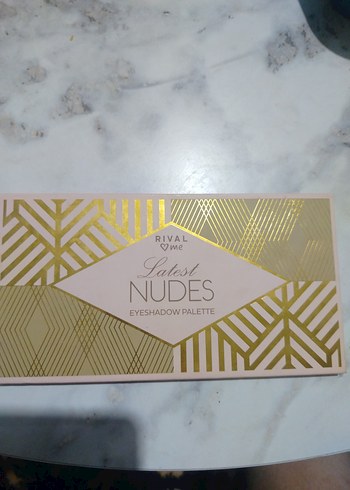 RIVAL
♡ me
Latest
NUDES
EYESHADOW PALETTE